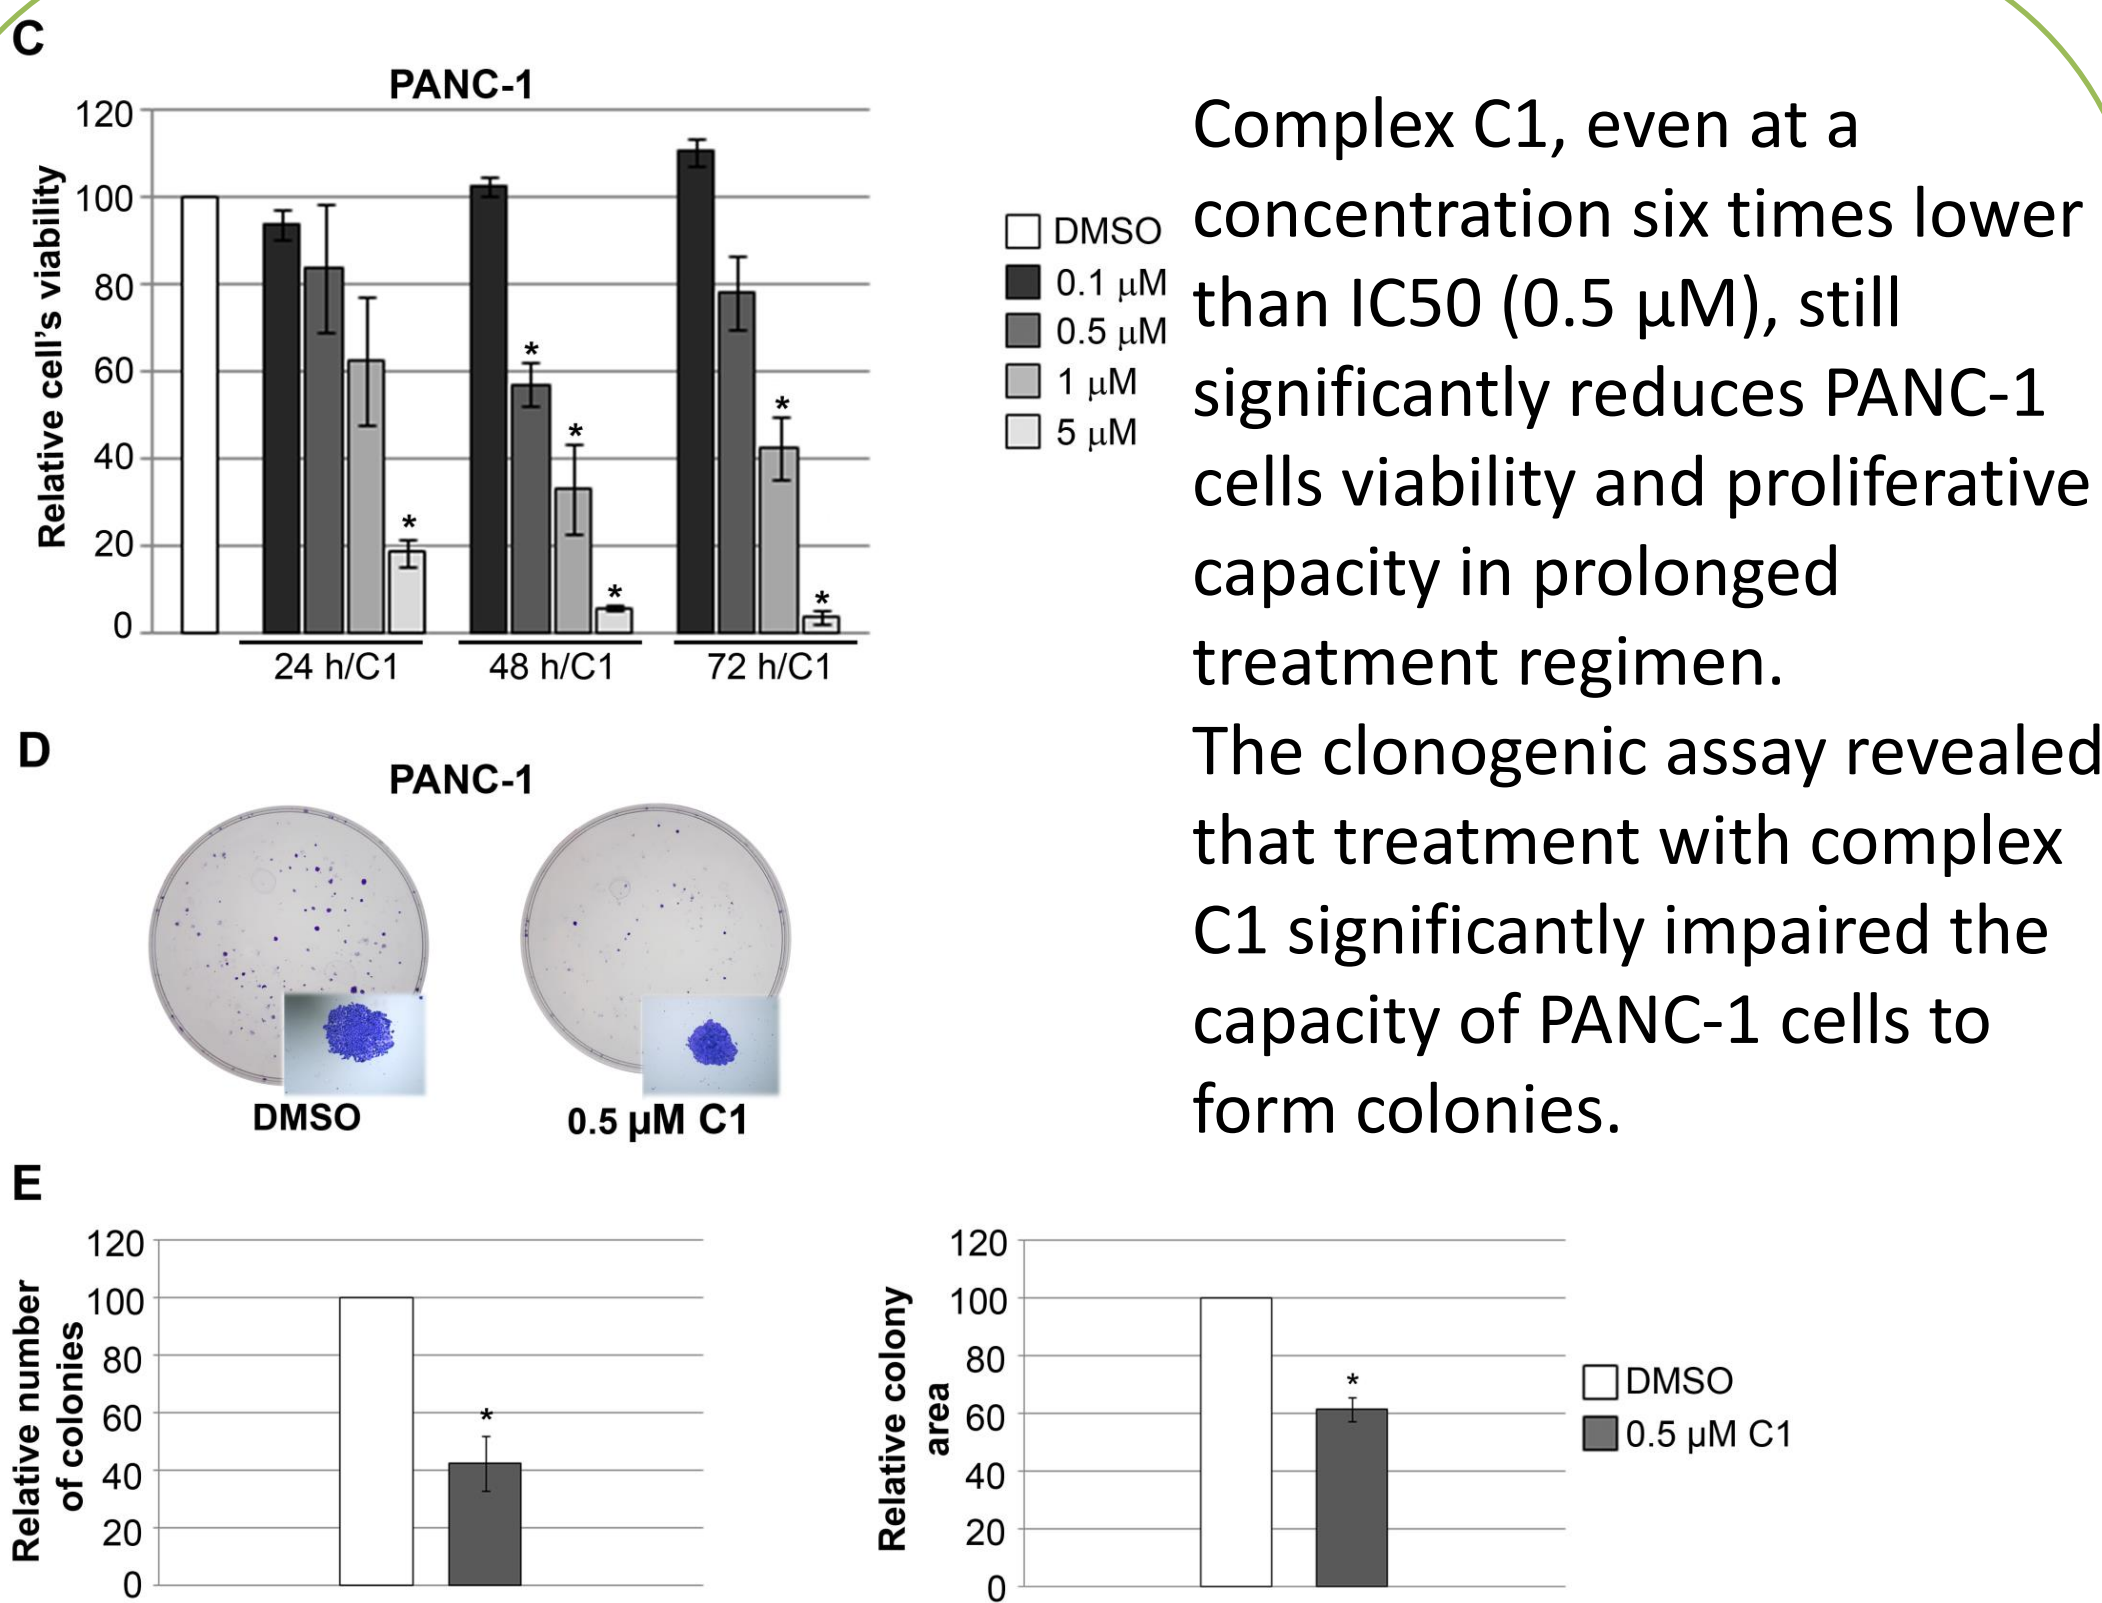 C
PANC-1
Relative cell's viability
120
100
80
60
40
20
0
*
*
*
*
*
*
24 h/C1
48 h/C1
72 h/C1
DMSO
0.1 μM
0.5 μM
1 μM
5 μM
Complex C1, even at a
concentration six times lower
than IC50 (0.5 μM), still
significantly reduces PANC-1
cells viability and proliferative
capacity in prolonged
treatment regimen.
The clonogenic assay revealed
that treatment with complex
C1 significantly impaired the
capacity of PANC-1 cells to
form colonies.
D
PANC-1
DMSO
0.5 μM C1
E
Relative number
of colonies
120
100
80
60
40
20
0
*
Relative colony
area
120
100
80
60
40
20
0
*
DMSO
0.5 μM C1